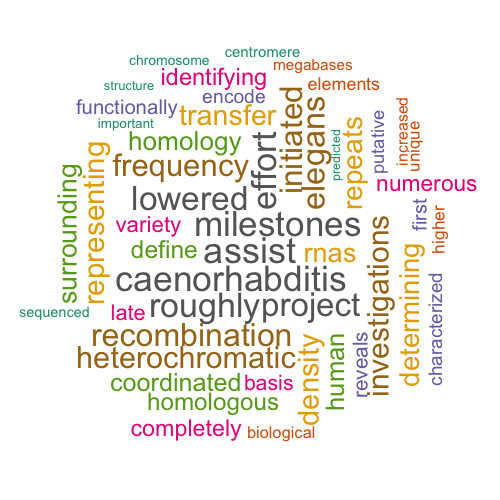 centromere
chromosome
megabases
identifying
structure
elements
encode
functionally
transfer
important
initiated
elegans
effort
repeats
predicted
putative
increased
unique
homology
frequency
surrounding
representing
lowered
numerous
variety
milestones
first
higher
define
assist
rnas
caenorhabditis
investigations
determining
characterized
roughly
project
sequenced
late
recombination
heterochromatic
density
human
reveals
coordinated
basis
homologous
completely
biological